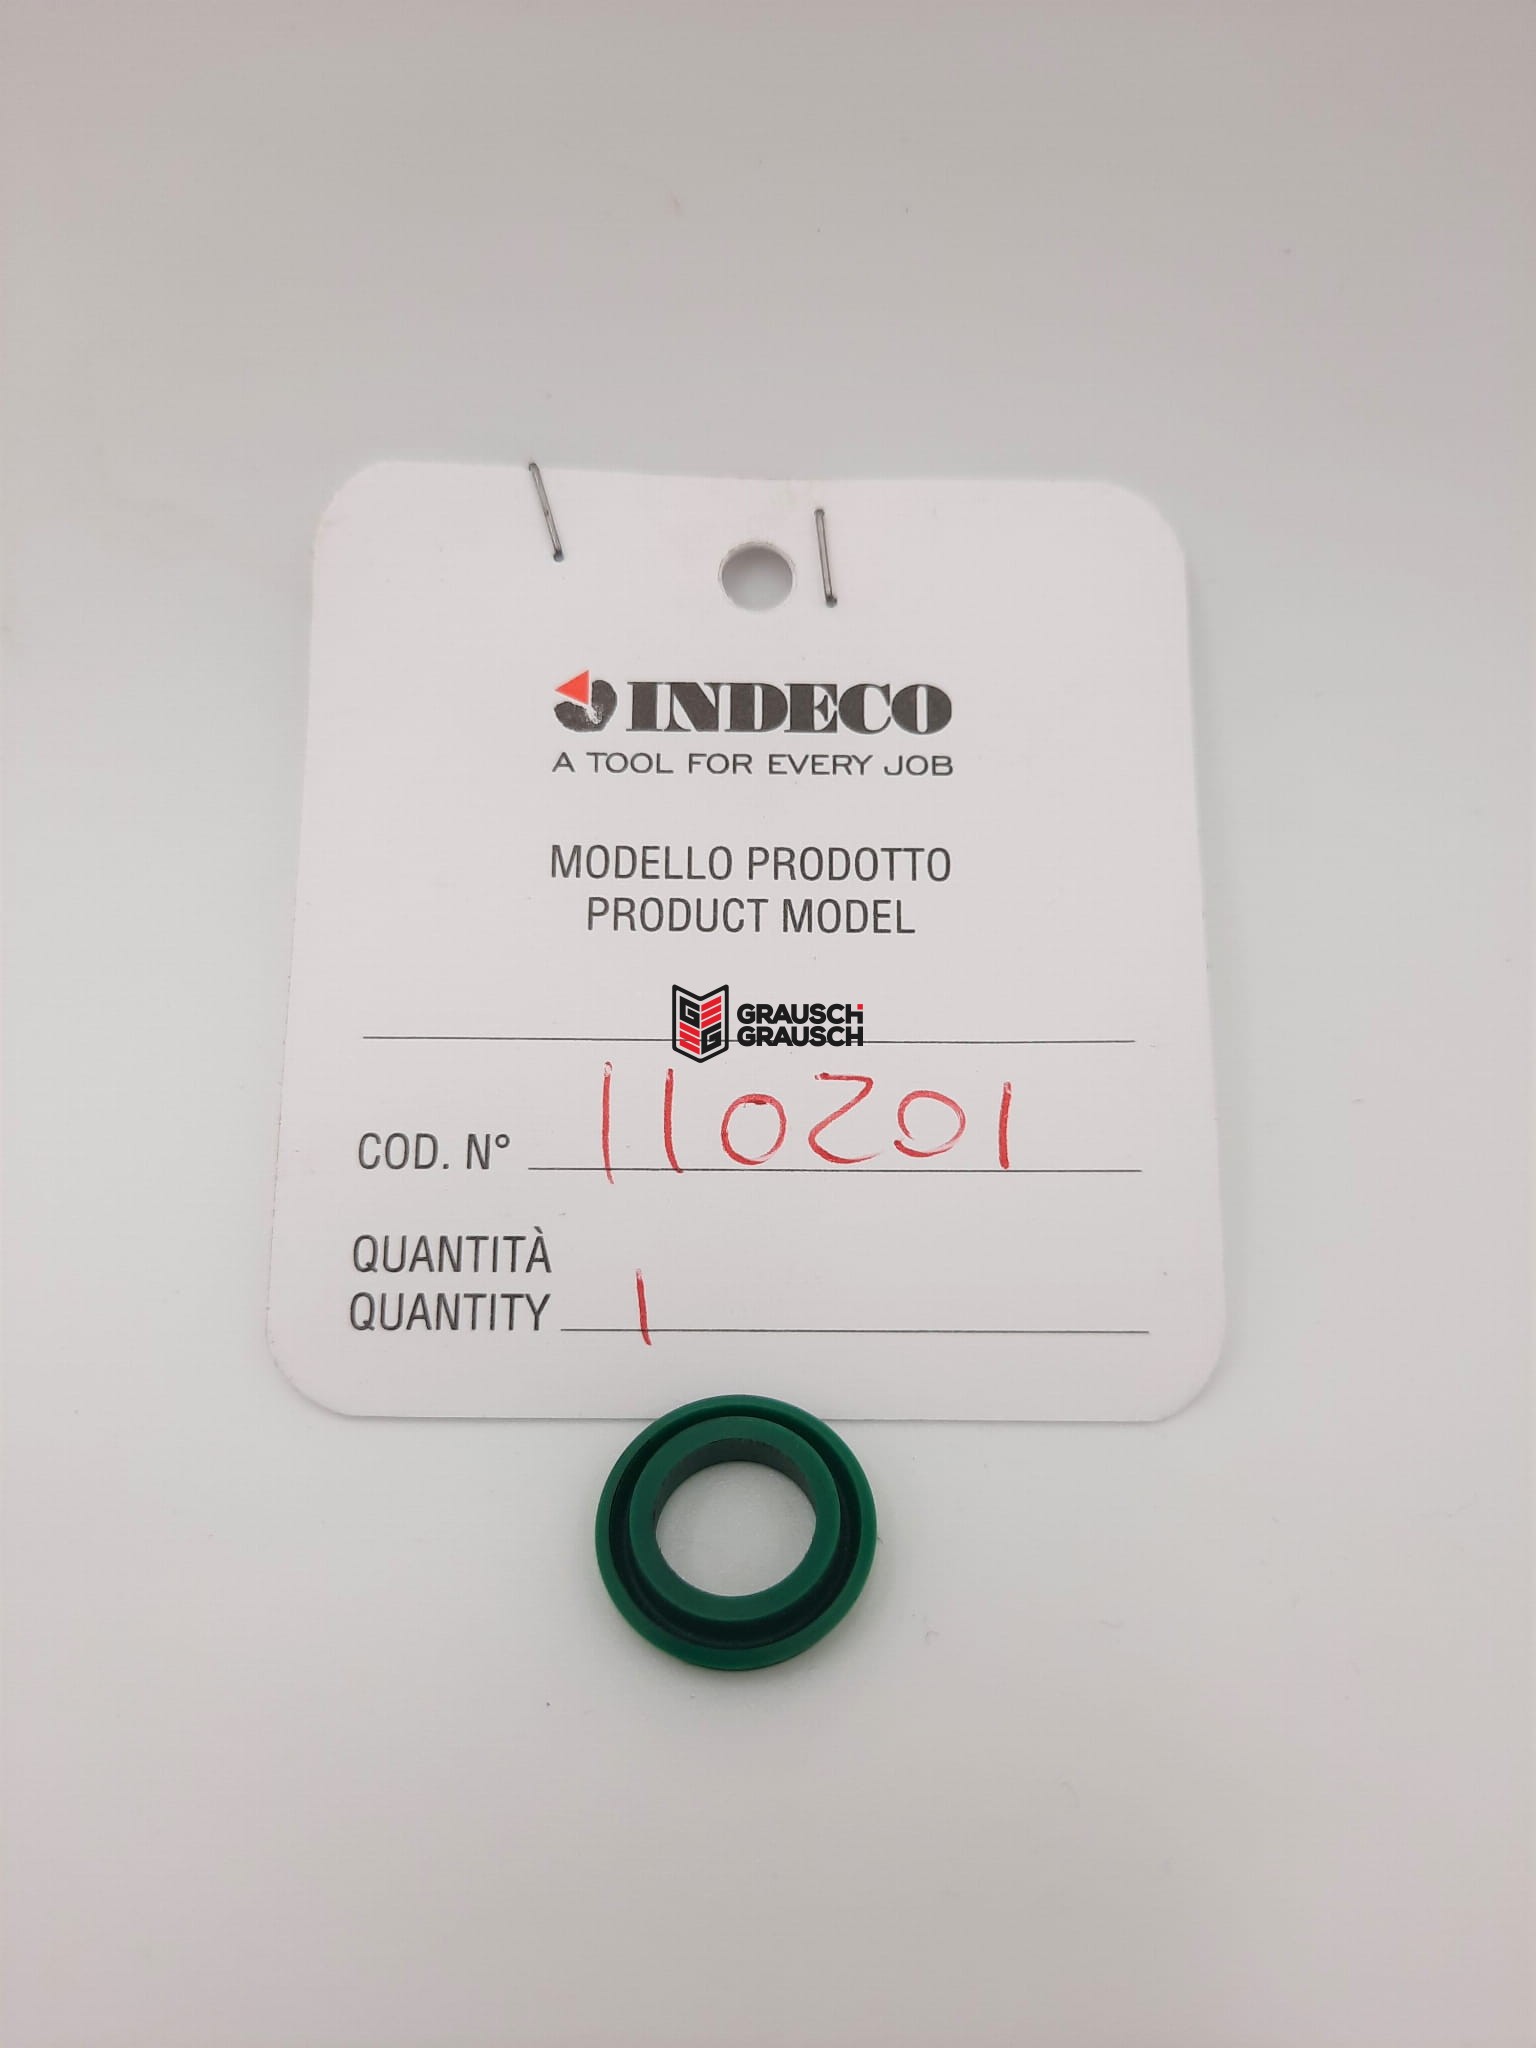 INDECO
A TOOL FOR EVERY JOB
MODELLO PRODOTTO
PRODUCT MODEL
GRAUSCH
GRAUSCH
COD. N° 110201
QUANTITÀ
QUANTITY 1